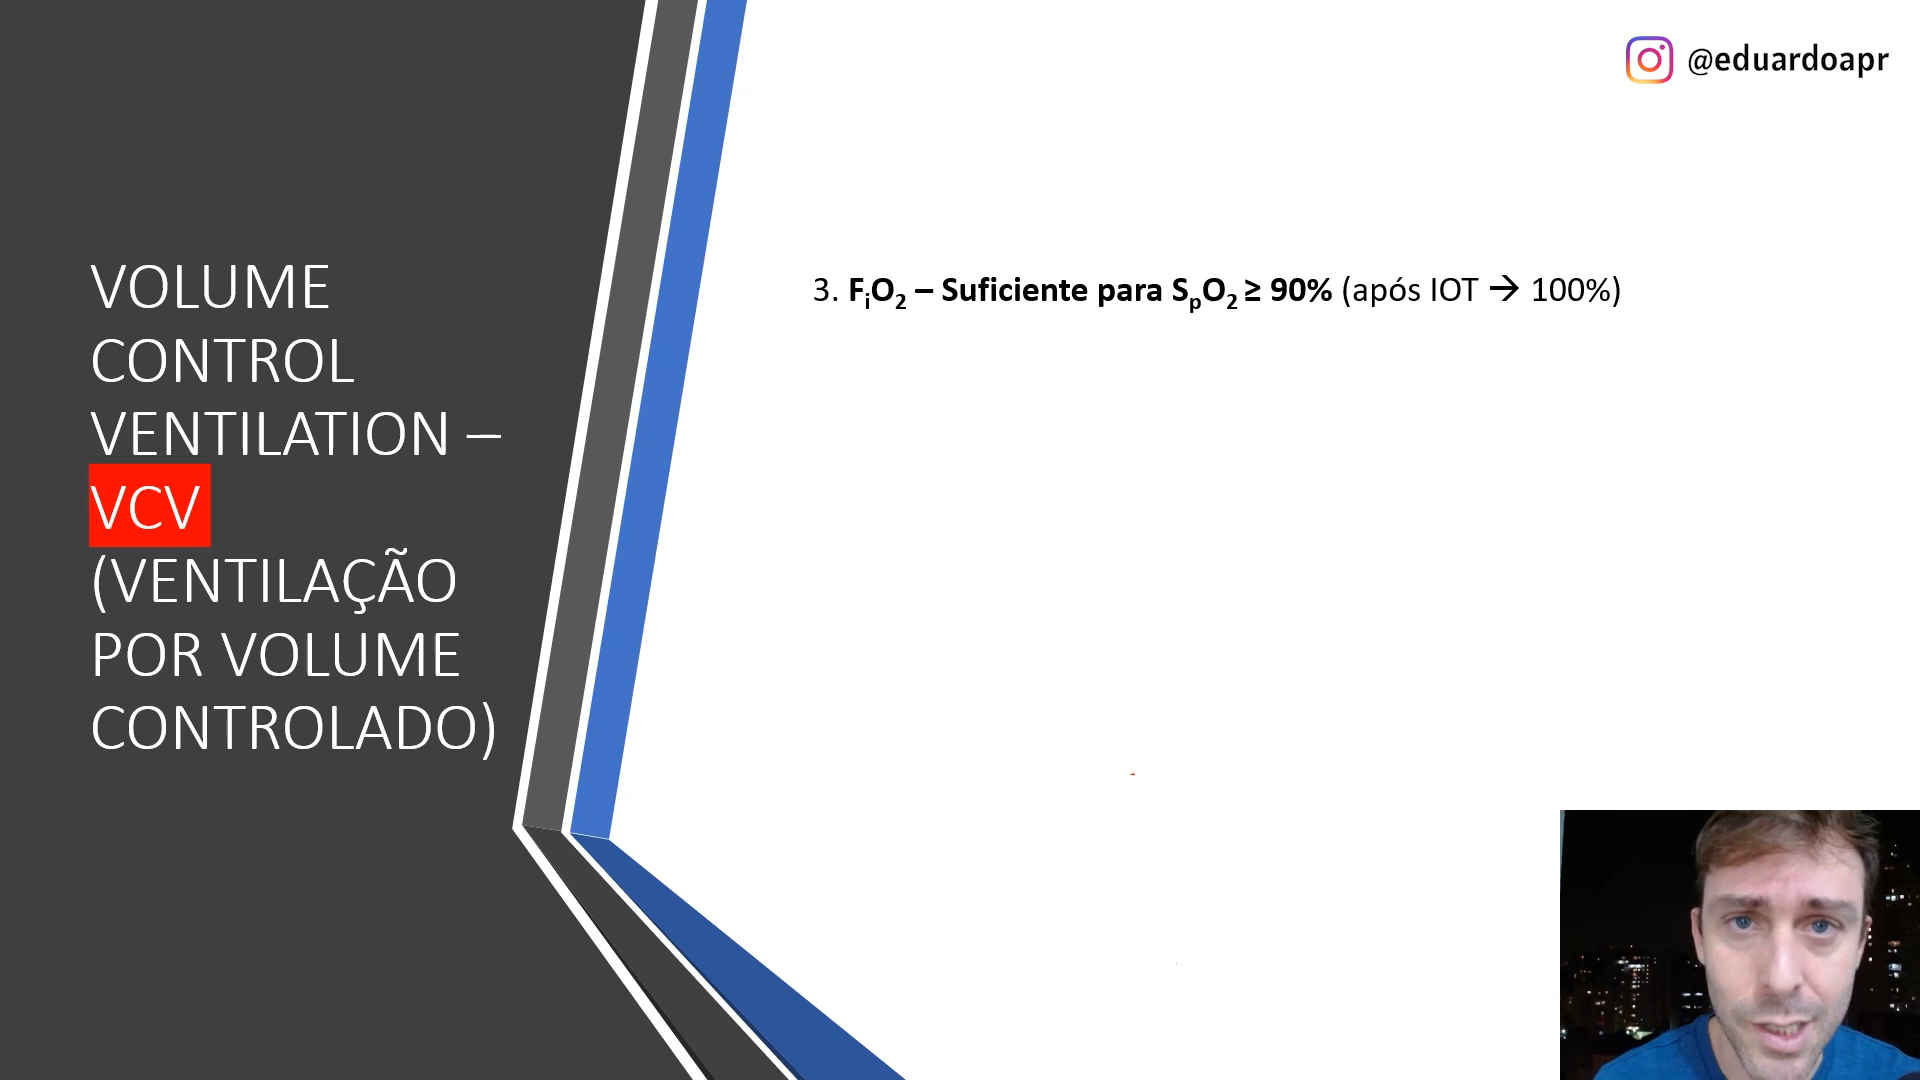 @eduardoapr
VOLUME
CONTROL
VENTILATION –
VCV
(VENTILAÇÃO
POR VOLUME
CONTROLADO)
3. FiO2 – Suficiente para SpO2 ≥ 90% (após IOT → 100%)